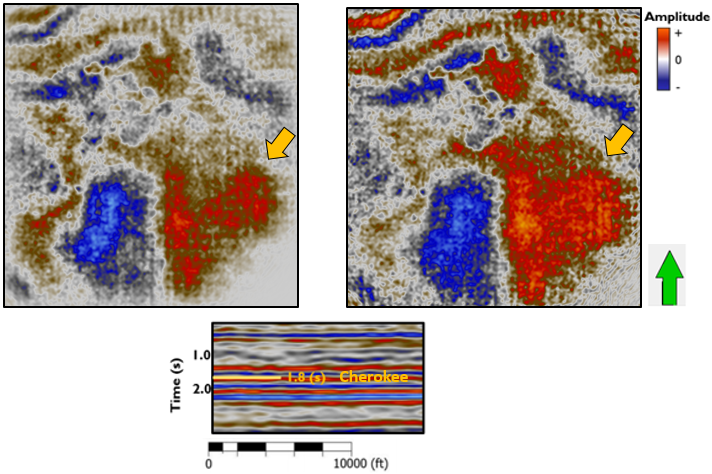 Amplitude
+
0
-
Time (s)
1.0
2.0
1.8 (s) Cherokee
0 10000 (ft)